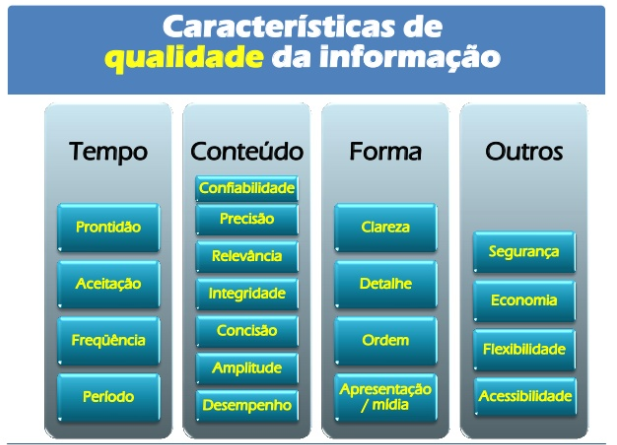 Características de
qualidade da informação
Tempo
Prontidão
Aceitação
Freqüência
Período
Conteúdo
Confiabilidade
Precisão
Relevância
Integridade
Concisão
Amplitude
Desempenho
Forma
Clareza
Detalhe
Ordem
Apresentação
/ mídia
Outros
Segurança
Economia
Flexibilidade
Acessibilidade